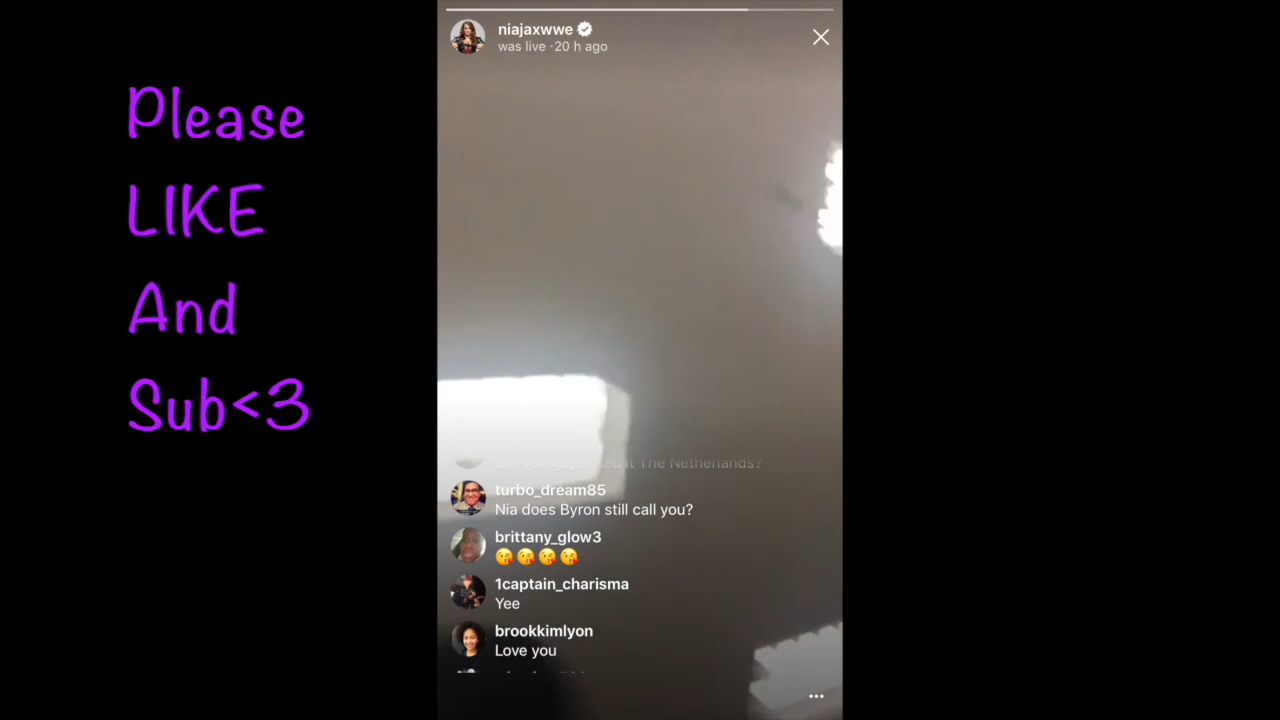 Please
LIKE
And
Sub<3
niajaxwwe
was live · 20 h ago
The Netherlands?
turbo_dream85
Nia does Byron still call you?
brittany_glow3
😘😘😘😘
1captain_charisma
Yee
brookkimlyon
Love you